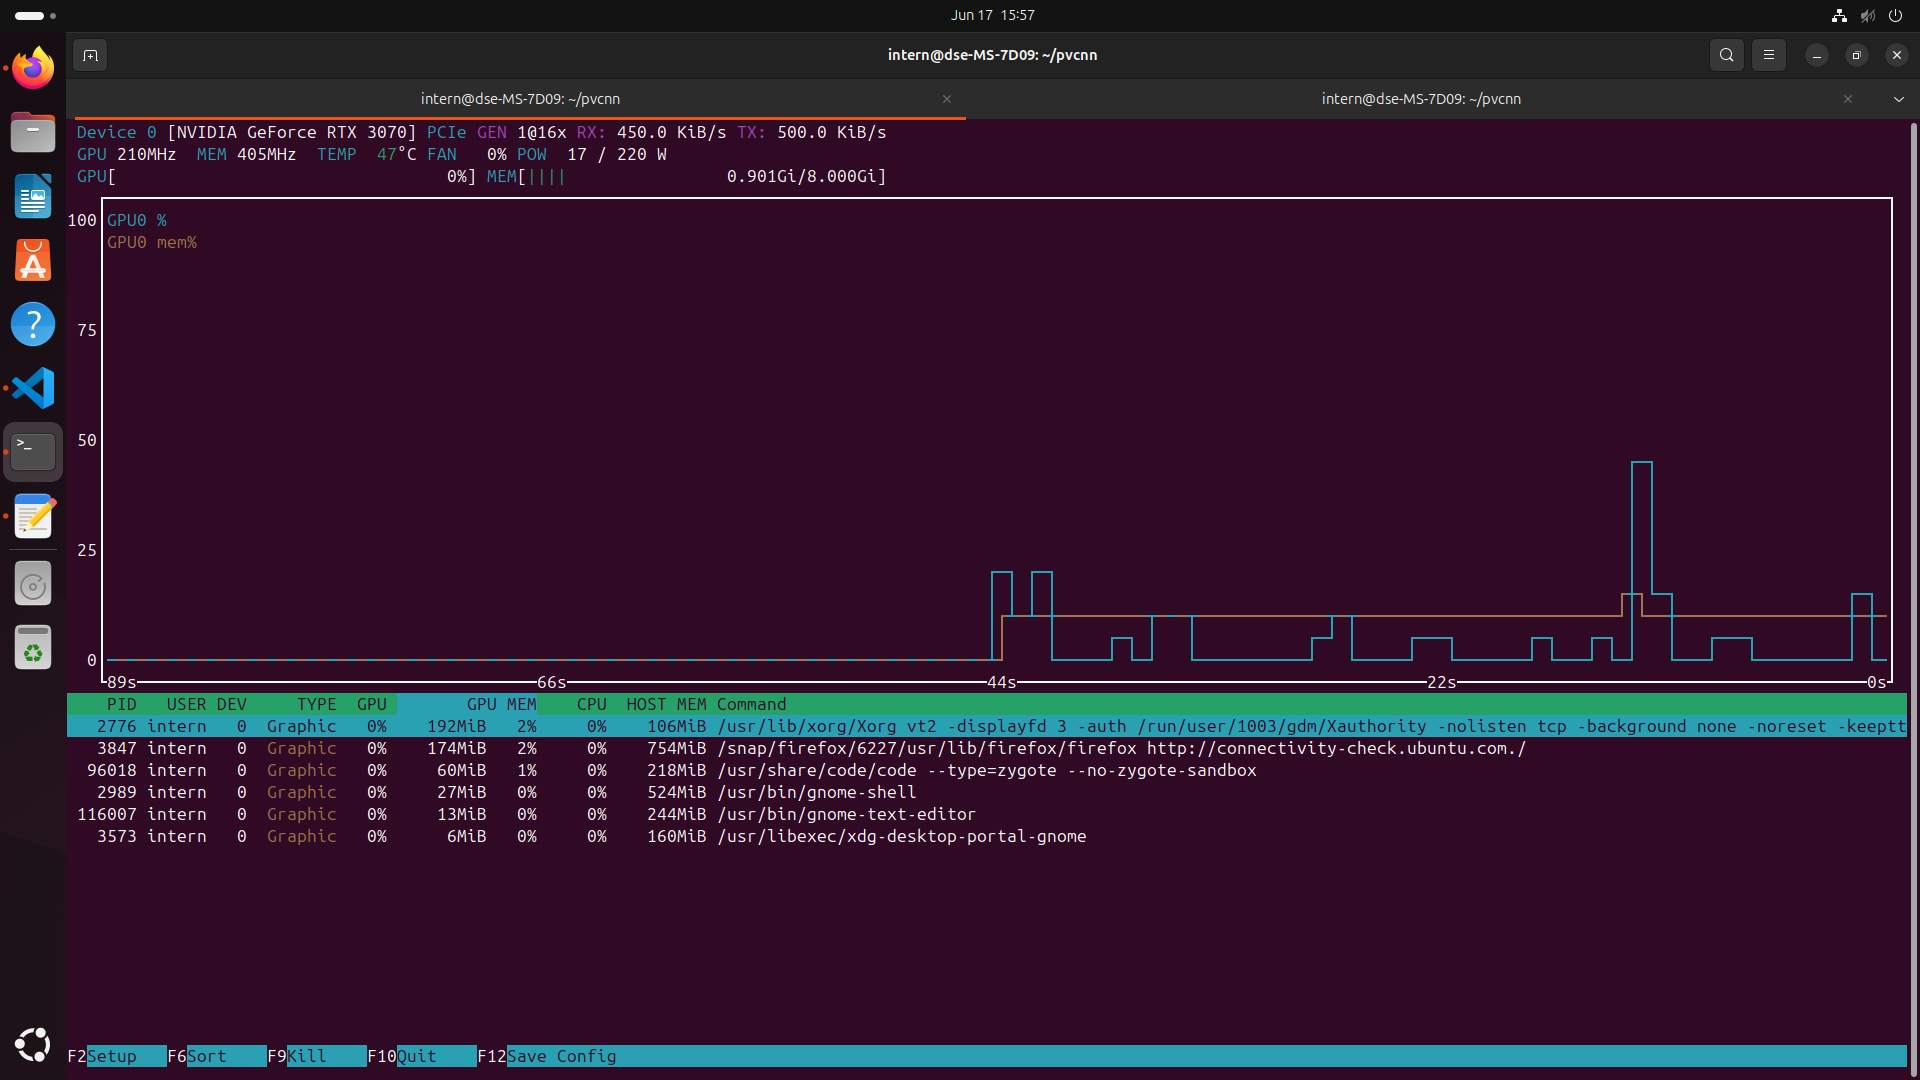 Jun 17 15:57
intern@dse-MS-7D09: ~/pvcnn
intern@dse-MS-7D09: ~/pvcnn
intern@dse-MS-7D09: ~/pvcnn
Device 0 [NVIDIA GeForce RTX 3070] PCIe GEN 1@16x RX: 450.0 KiB/s TX: 500.0 KiB/s
GPU 210MHz MEM 405MHz TEMP 47°C FAN 0% POW 17 / 220 W
GPU[ 0%] MEM[|||| 0.901Gi/8.000Gi]
100 GPU0 %
GPU0 mem%
75
50
25
0
89s 66s 44s 22s 0s
PID USER DEV TYPE GPU GPU MEM CPU HOST MEM Command
2776 intern 0 Graphic 0% 192MiB 2% 0% 106MiB /usr/lib/xorg/Xorg vt2 -displayfd 3 -auth /run/user/1003/gdm/Xauthority -nolisten tcp -background none -noreset -keeptt
3847 intern 0 Graphic 0% 174MiB 2% 0% 754MiB /snap/firefox/6227/usr/lib/firefox/firefox http://connectivity-check.ubuntu.com./
96018 intern 0 Graphic 0% 60MiB 1% 0% 218MiB /usr/share/code/code --type=zygote --no-zygote-sandbox
2989 intern 0 Graphic 0% 27MiB 0% 0% 524MiB /usr/bin/gnome-shell
116007 intern 0 Graphic 0% 13MiB 0% 0% 244MiB /usr/bin/gnome-text-editor
3573 intern 0 Graphic 0% 6MiB 0% 0% 160MiB /usr/libexec/xdg-desktop-portal-gnome
F2Setup F6Sort F9Kill F10Quit F12Save Config